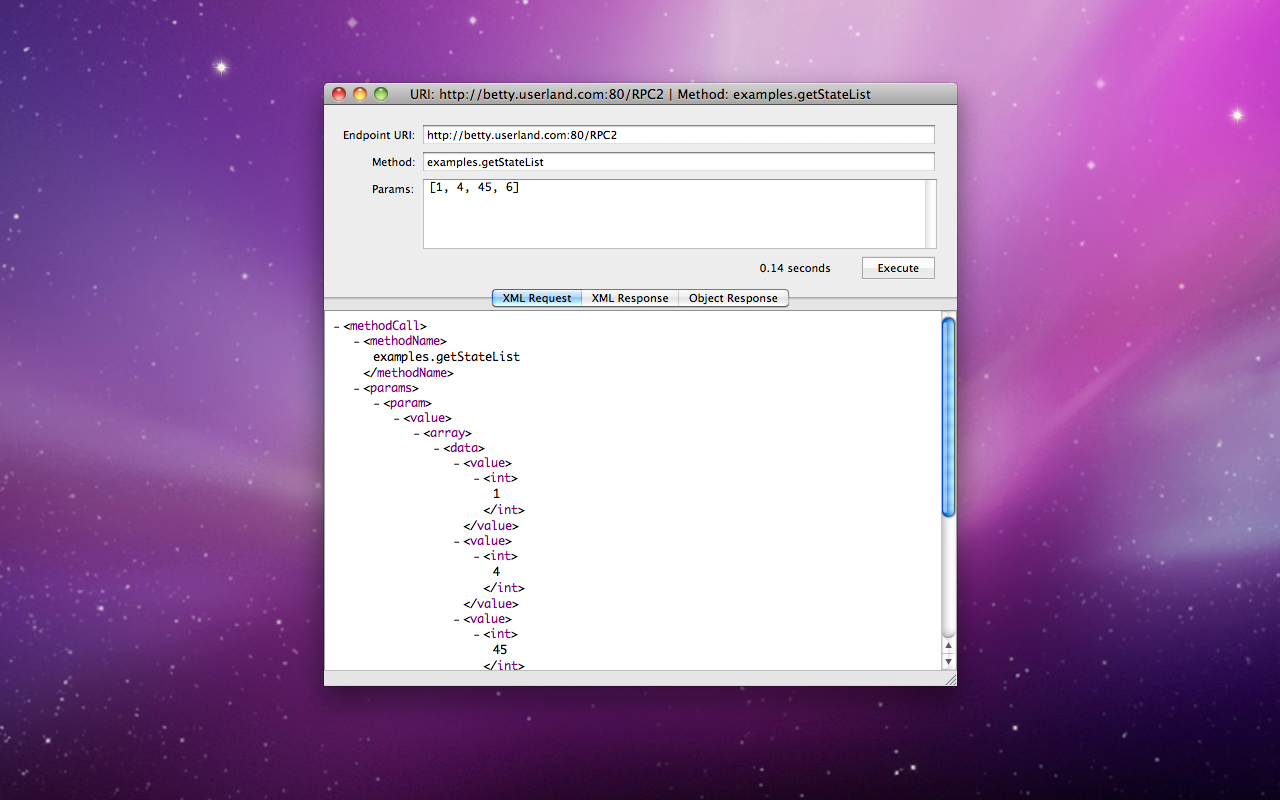 URI: http://betty.userland.com:80/RPC2 | Method: examples.getStateList
Endpoint URI: http://betty.userland.com:80/RPC2
Method: examples.getStateList
Params: [1, 4, 45, 6]
0.14 seconds Execute
XML Request XML Response Object Response
– <methodCall>
– <methodName>
examples.getStateList
</methodName>
– <params>
– <param>
– <value>
– <array>
– <data>
– <value>
– <int>
1
</int>
</value>
– <value>
– <int>
4
</int>
</value>
– <value>
– <int>
45
</int>